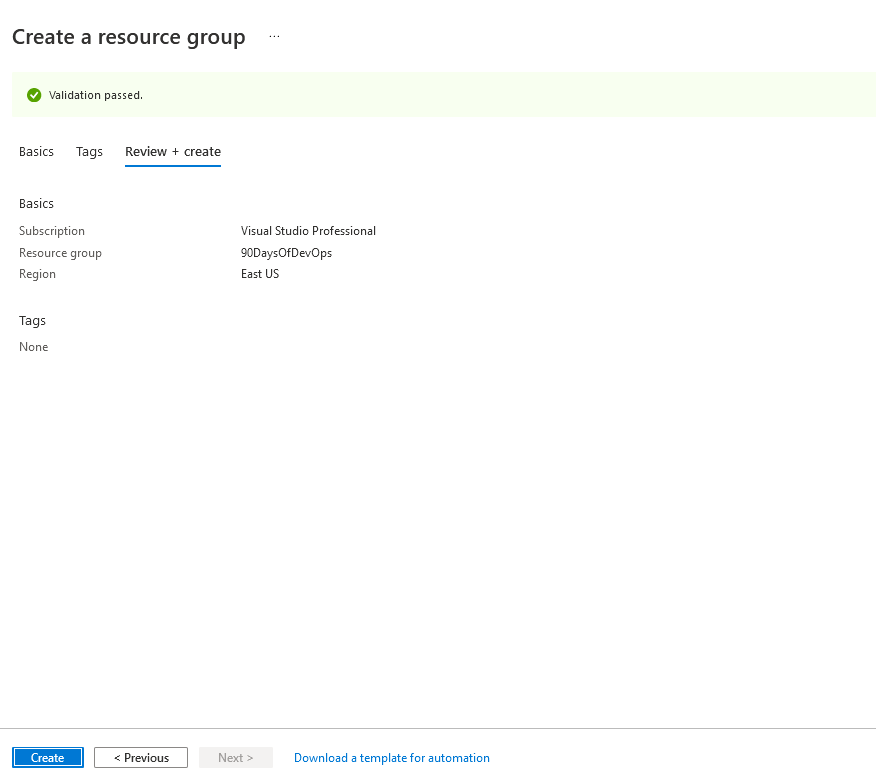 Create a resource group ...
Validation passed.
Basics Tags Review + create
Basics
Subscription Visual Studio Professional
Resource group 90DaysOfDevOps
Region East US
Tags
None
Create < Previous Next > Download a template for automation